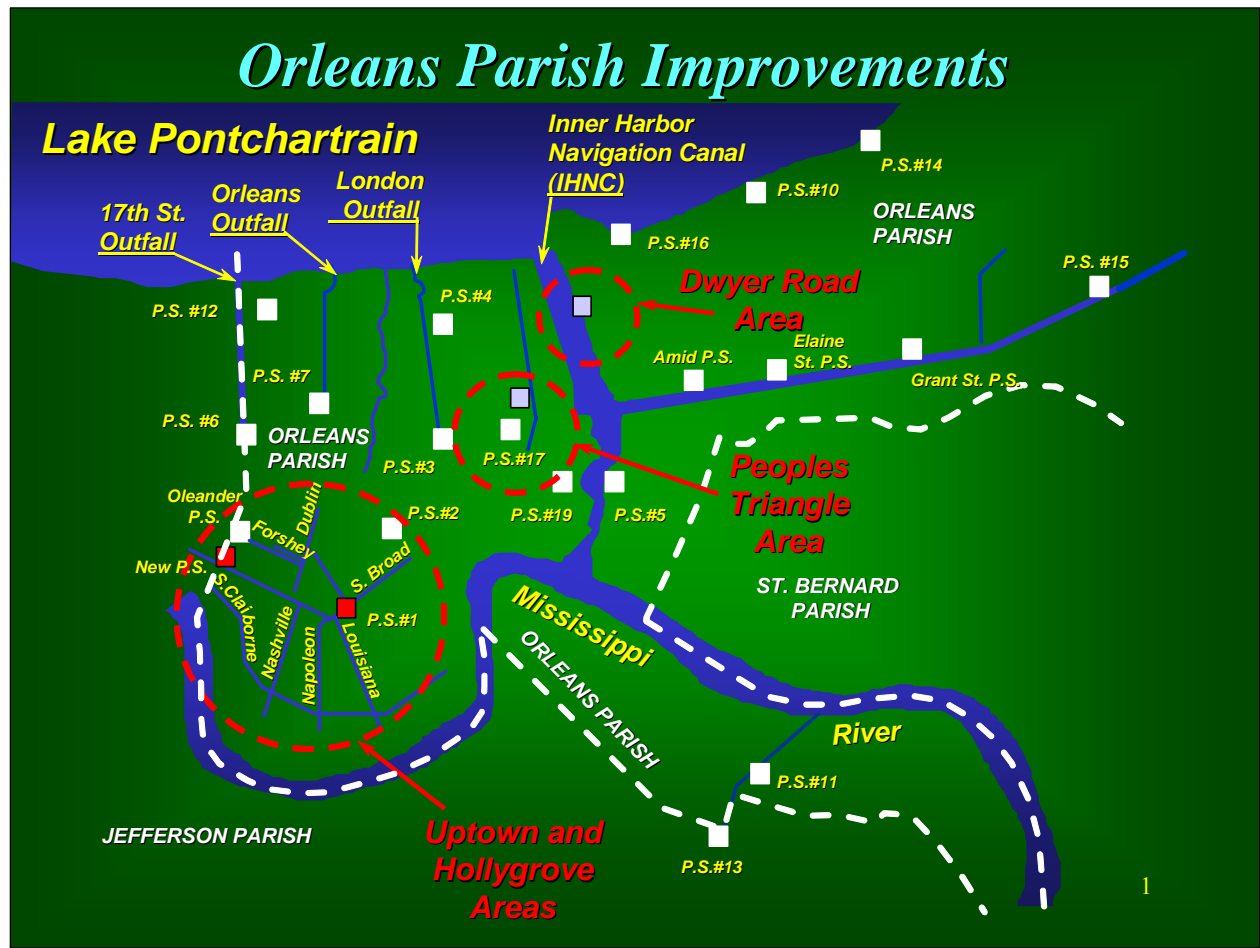 Orleans Parish Improvements
Lake Pontchartrain
Inner Harbor
Navigation Canal
(IHNC)
London
Outfall
Orleans
Outfall
17th St.
Outfall
P.S.#14
P.S.#10
ORLEANS
PARISH
P.S.#16
P.S. #15
Dwyer Road
Area
P.S. #12
P.S.#4
Amid P.S.
Elaine
St. P.S.
Grant St. P.S.
P.S. #7
P.S. #6
ORLEANS
PARISH
P.S.#3
P.S.#17
Peoples
Triangle
Area
Oleander
P.S.
Dublin
P.S.#2
P.S.#19
P.S.#5
Forshey
New P.S.
S. Broad
S.Claiborne
Nashville
Napoleon
Louisiana
P.S.#1
ST. BERNARD
PARISH
Mississippi
River
ORLEANS PARISH
P.S.#11
JEFFERSON PARISH
Uptown and
Hollygrove
Areas
P.S.#13
1